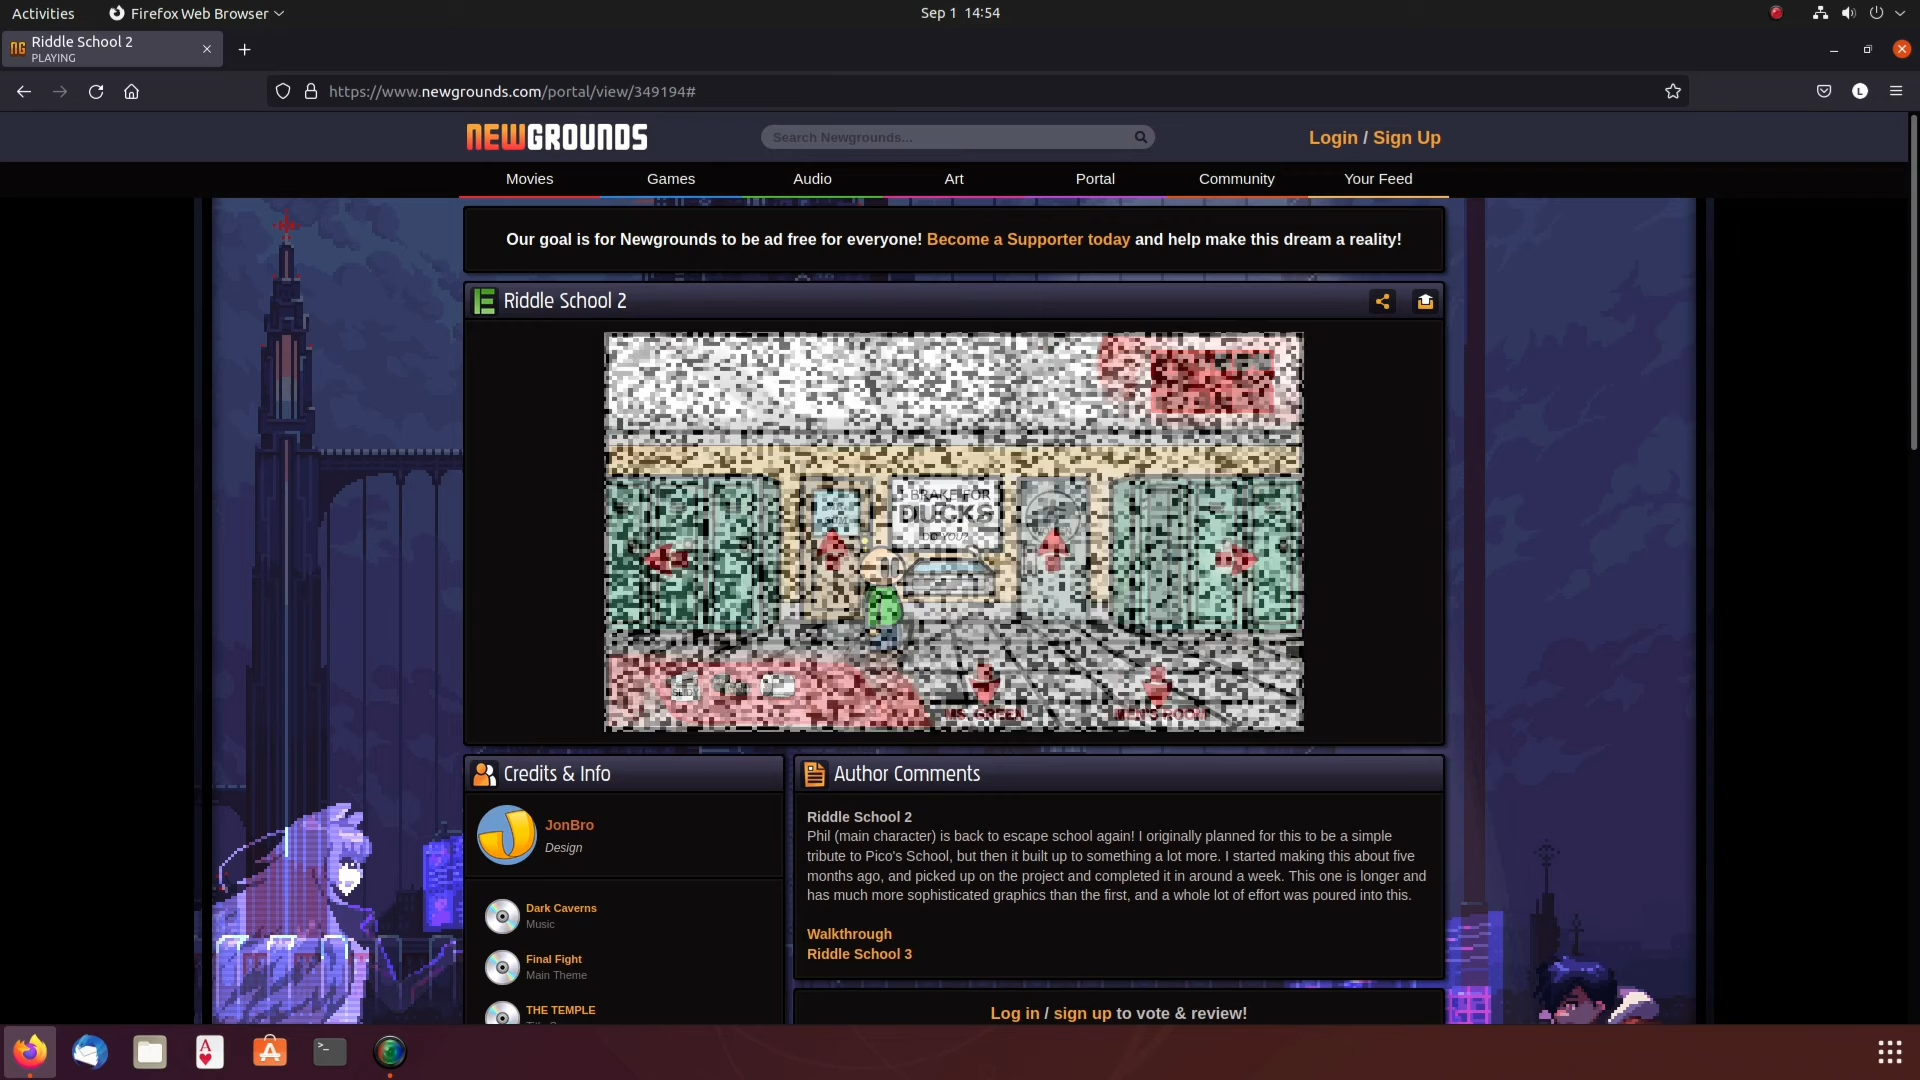 Activities
Firefox Web Browser
Sep 1 14:54
Riddle School 2
PLAYING
https://www.newgrounds.com/portal/view/349194#
L
NEWGROUNDS
Search Newgrounds...
Login / Sign Up
Movies
Games
Audio
Art
Portal
Community
Your Feed
Our goal is for Newgrounds to be ad free for everyone! Become a Supporter today and help make this dream a reality!
E
Riddle School 2
I BRAKE FOR
DUCKS
DO YOU?
MS. GREEN
MEN'S ROOM
Credits & Info
JonBro
Design
Dark Caverns
Music
Final Fight
Main Theme
THE TEMPLE
Author Comments
Riddle School 2
Phil (main character) is back to escape school again! I originally planned for this to be a simple
tribute to Pico's School, but then it built up to something a lot more. I started making this about five
months ago, and picked up on the project and completed it in around a week. This one is longer and
has much more sophisticated graphics than the first, and a whole lot of effort was poured into this.
Walkthrough
Riddle School 3
Log in / sign up to vote & review!